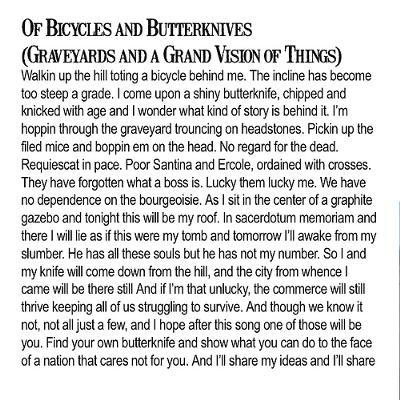 Of Bicycles and Butterknives
(Graveyards and a Grand Vision of Things)
Walkin up the hill toting a bicycle behind me. The incline has become
too steep a grade. I come upon a shiny butterknife, chipped and
knicked with age and I wonder what kind of story is behind it. I'm
hoppin through the graveyard trouncing on headstones. Pickin up the
filed mice and boppin em on the head. No regard for the dead.
Requiescat in pace. Poor Santina and Ercole, ordained with crosses.
They have forgotten what a boss is. Lucky them lucky me. We have
no dependence on the bourgeoisie. As I sit in the center of a graphite
gazebo and tonight this will be my roof. In sacerdotum memoriam and
there I will lie as if this were my tomb and tomorrow I'll awake from my
slumber. He has all these souls but he has not my number. So I and
my knife will come down from the hill, and the city from whence I
came will be there still And if I'm that unlucky, the commerce will still
thrive keeping all of us struggling to survive. And though we know it
not, not all just a few, and I hope after this song one of those will be
you. Find your own butterknife and show what you can do to the face
of a nation that cares not for you. And I'll share my ideas and I'll share